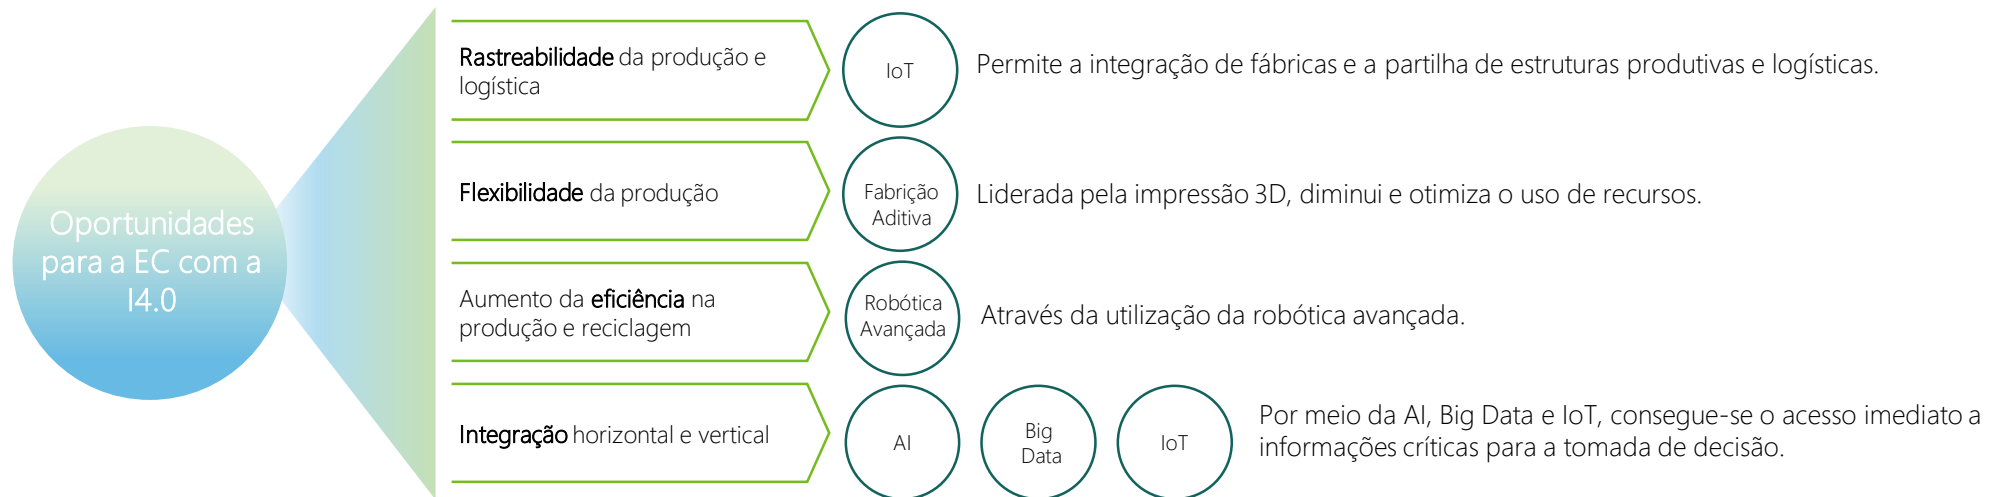 Oportunidades
para a EC com a
I4.0
Rastreabilidade da produção e
logística
IoT
Permite a integração de fábricas e a partilha de estruturas produtivas e logísticas.
Flexibilidade da produção
Fabrição
Aditiva
Liderada pela impressão 3D, diminui e otimiza o uso de recursos.
Aumento da eficiência na
produção e reciclagem
Robótica
Avançada
Através da utilização da robótica avançada.
Integração horizontal e vertical
AI
Big
Data
IoT
Por meio da AI, Big Data e IoT, consegue-se o acesso imediato a
informações críticas para a tomada de decisão.